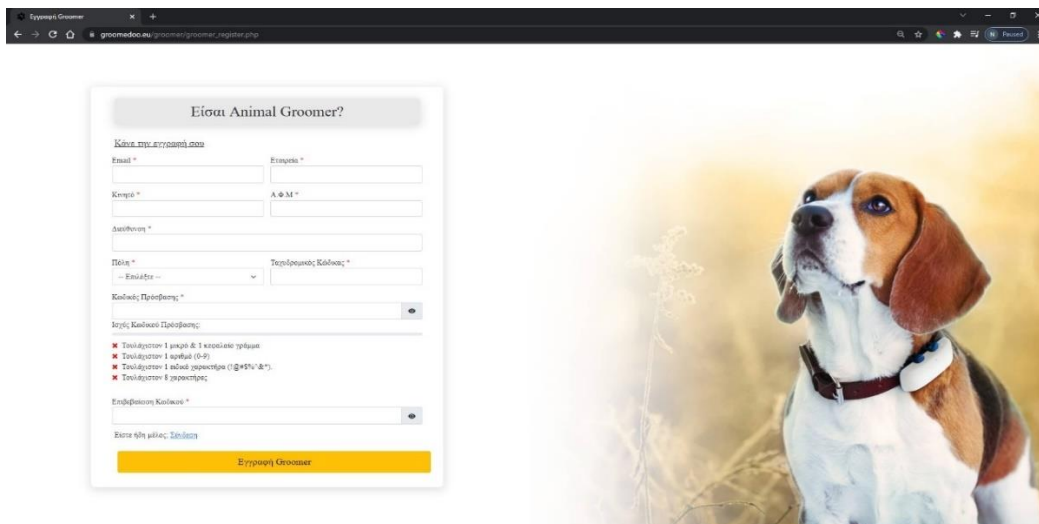 Εγγραφή Groomer
groomedoo.eu/groomer/groomer_register.php
N Paused
Είσαι Animal Groomer?
Κάνε την εγγραφή σου
Email * Εταιρεία *
Κινητό * Α.Φ.Μ *
Διεύθυνση *
Πόλη * Ταχυδρομικός Κώδικας *
-- Επιλέξτε --
Κωδικός Πρόσβασης *
Ισχύς Κωδικού Πρόσβασης:
✖ Τουλάχιστον 1 μικρό & 1 κεφαλαίο γράμμα
✖ Τουλάχιστον 1 αριθμό (0-9)
✖ Τουλάχιστον 1 ειδικό χαρακτήρα (!@#$%^&*).
✖ Τουλάχιστον 8 χαρακτήρες
Επιβεβαίωση Κωδικού *
Είστε ήδη μέλος; Σύνδεση
Εγγραφή Groomer